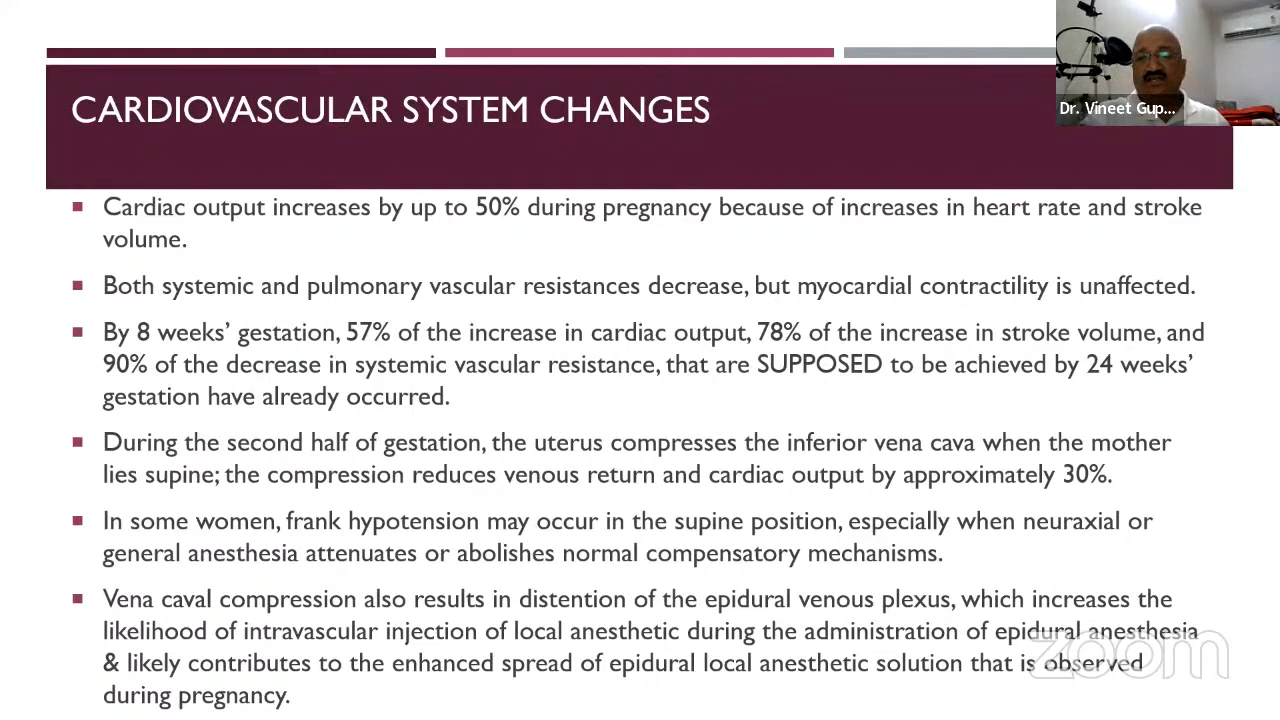 CARDIOVASCULAR SYSTEM CHANGES
Dr. Vineet Gup...
Cardiac output increases by up to 50% during pregnancy because of increases in heart rate and stroke
volume.
Both systemic and pulmonary vascular resistances decrease, but myocardial contractility is unaffected.
By 8 weeks' gestation, 57% of the increase in cardiac output, 78% of the increase in stroke volume, and
90% of the decrease in systemic vascular resistance, that are SUPPOSED to be achieved by 24 weeks'
gestation have already occurred.
During the second half of gestation, the uterus compresses the inferior vena cava when the mother
lies supine; the compression reduces venous return and cardiac output by approximately 30%.
In some women, frank hypotension may occur in the supine position, especially when neuraxial or
general anesthesia attenuates or abolishes normal compensatory mechanisms.
Vena caval compression also results in distention of the epidural venous plexus, which increases the
likelihood of intravascular injection of local anesthetic during the administration of epidural anesthesia
& likely contributes to the enhanced spread of epidural local anesthetic solution that is observed
during pregnancy.
zoom